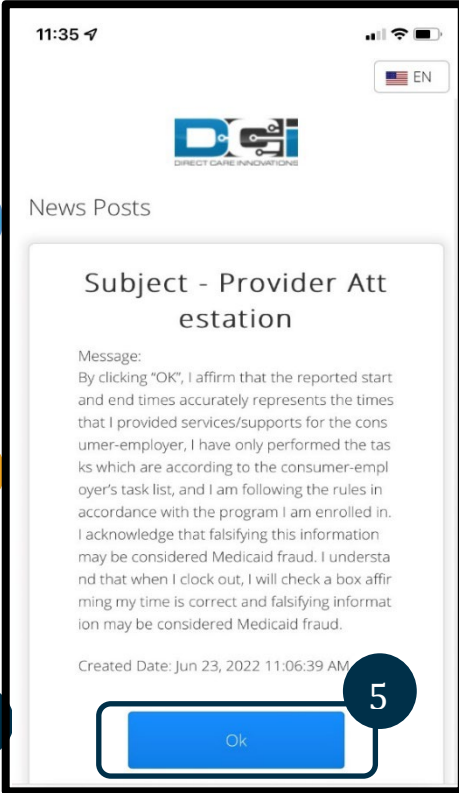 11:35
EN
DCi
DIRECT CARE INNOVATIONS
News Posts
Subject - Provider Att
estation
Message:
By clicking "OK", I affirm that the reported start
and end times accurately represents the times
that I provided services/supports for the cons
umer-employer, I have only performed the tas
ks which are according to the consumer-empl
oyer's task list, and I am following the rules in
accordance with the program I am enrolled in.
I acknowledge that falsifying this information
may be considered Medicaid fraud. I understa
nd that when I clock out, I will check a box affir
ming my time is correct and falsifying informat
ion may be considered Medicaid fraud.
Created Date: Jun 23, 2022 11:06:39 AM
5
Ok